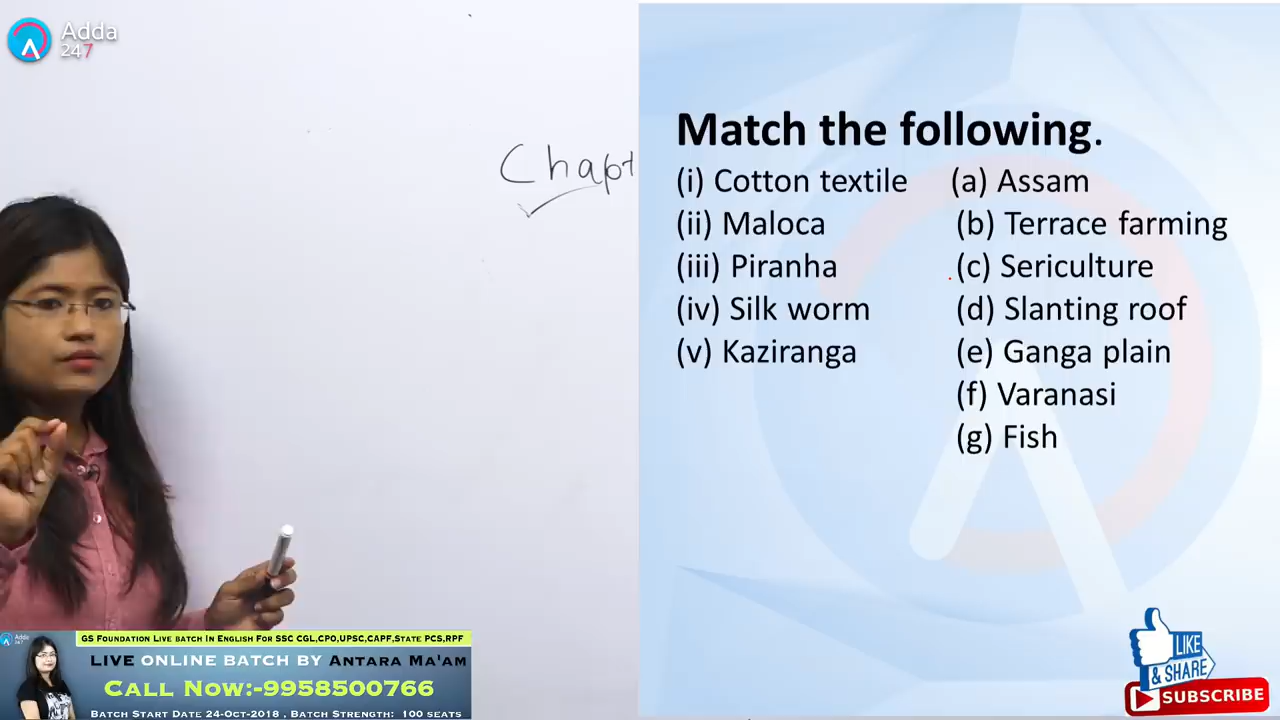 Adda
247
Chapt
Match the following.
(i) Cotton textile (a) Assam
(ii) Maloca (b) Terrace farming
(iii) Piranha (c) Sericulture
(iv) Silk worm (d) Slanting roof
(v) Kaziranga (e) Ganga plain
(f) Varanasi
(g) Fish
Adda
247
GS Foundation Live batch In English For SSC CGL,CPO,UPSC,CAPF,State PCS,RPF
LIVE ONLINE BATCH BY Antara Ma'am
Call Now:-9958500766
Batch Start Date 24-Oct-2018 , Batch Strength: 100 seats
LIKE
& SHARE
SUBSCRIBE